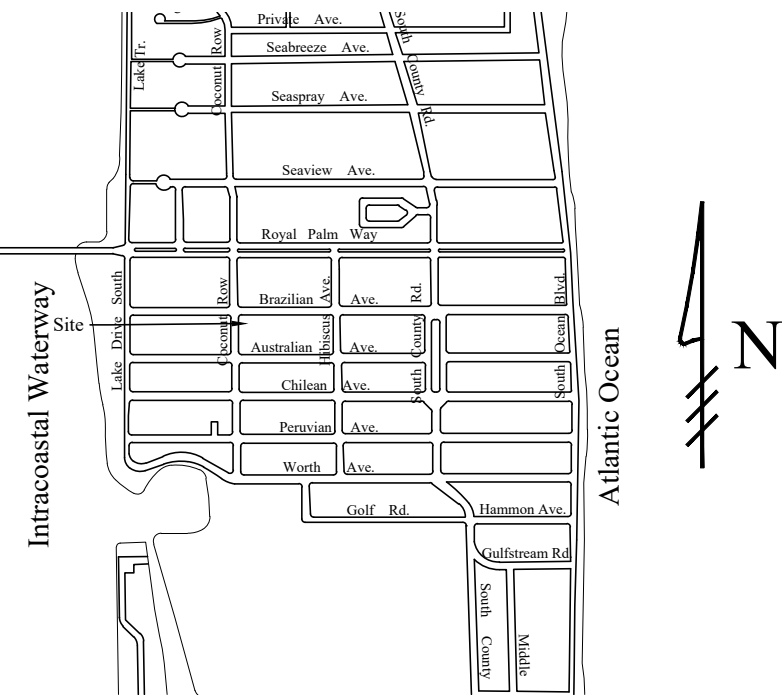 Private Ave.
South County Rd.
Lake Tr.
Coconut Row
Seabreeze Ave.
Seaspray Ave.
Seaview Ave.
Royal Palm Way
Lake Drive South
Coconut Row
Hibiscus Ave.
South County Rd.
South Ocean Blvd.
Brazilian Ave.
Site
Australian Ave.
Chilean Ave.
Peruvian Ave.
Worth Ave.
Golf Rd.
Hammon Ave.
Gulfstream Rd.
South County
Middle
Intracoastal Waterway
Atlantic Ocean
N